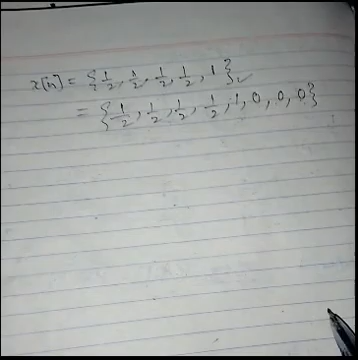 x[n] = {1/2, 1/2, 1/2, 1/2, 1}
= {1/2, 1/2, 1/2, 1/2, 1, 0, 0, 0}